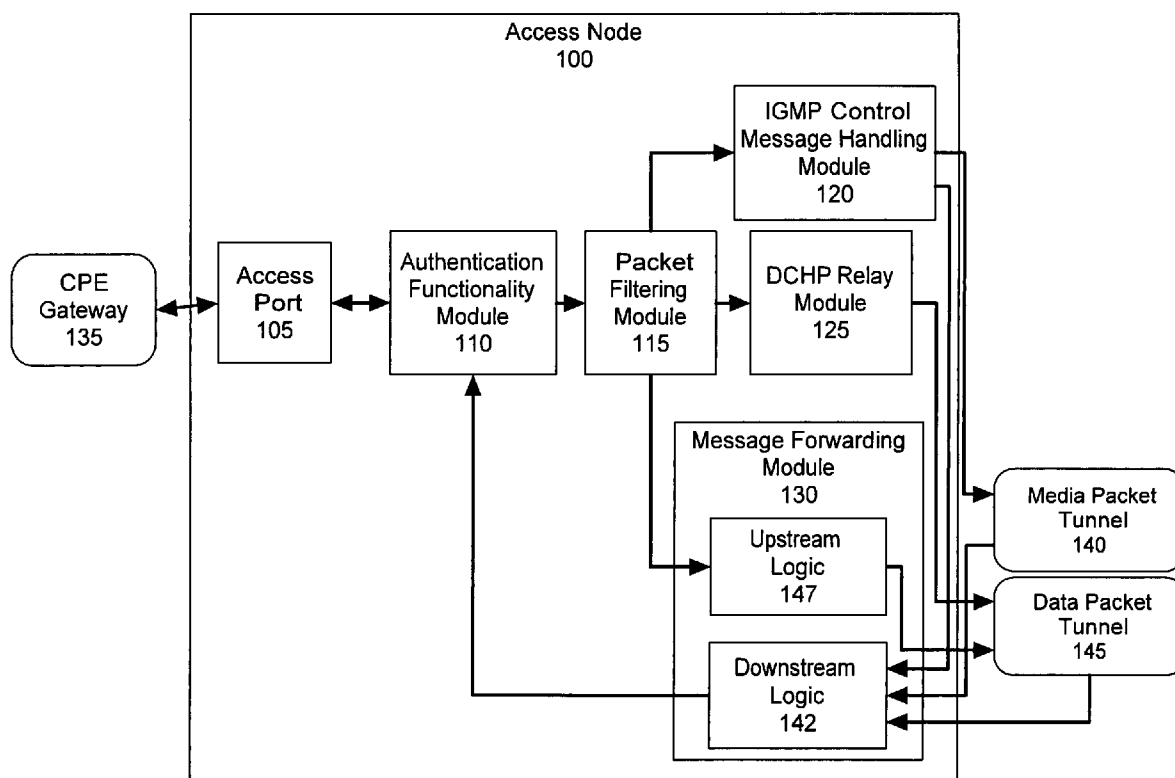 Access Node
100
IGMP Control
Message Handling
Module
120
CPE
Gateway
135
Access
Port
105
Authentication
Functionality
Module
110
Packet
Filtering
Module
115
DCHP Relay
Module
125
Message Forwarding
Module
130
Upstream
Logic
147
Downstream
Logic
142
Media Packet
Tunnel
140
Data Packet
Tunnel
145